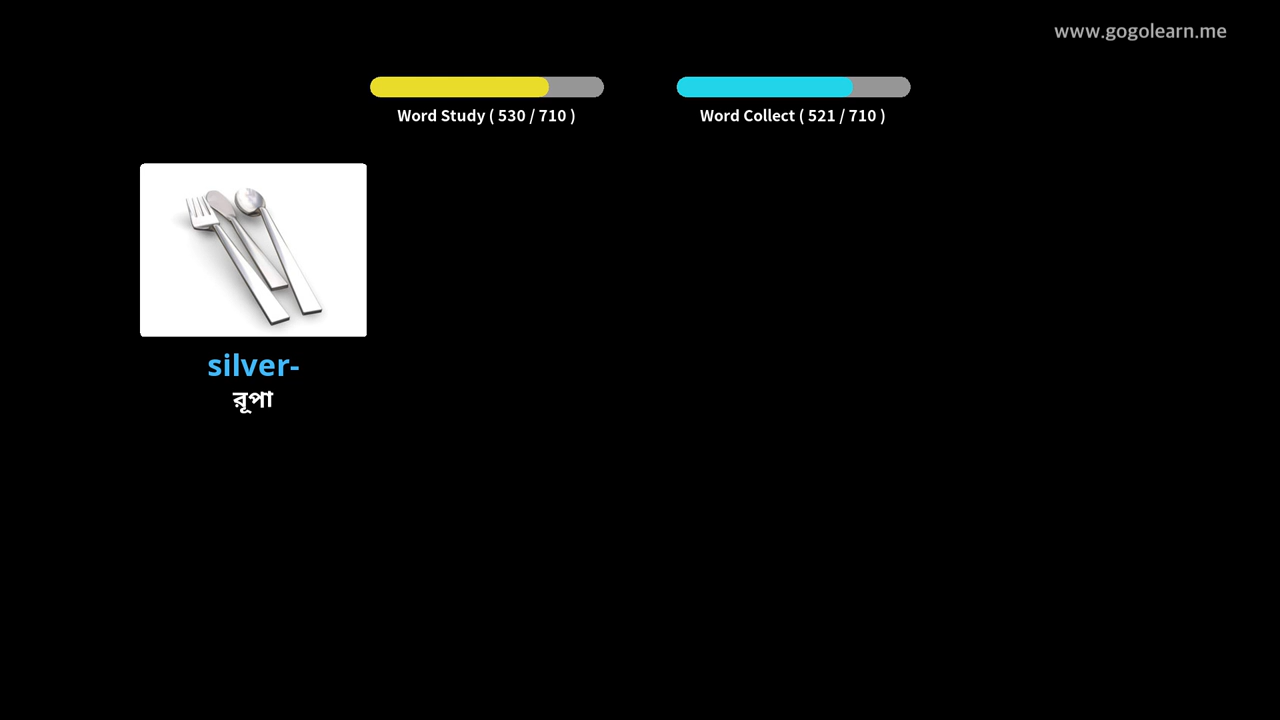 www.gogolearn.me
Word Study ( 530 / 710 )
Word Collect ( 521 / 710 )
silver-
রূপা